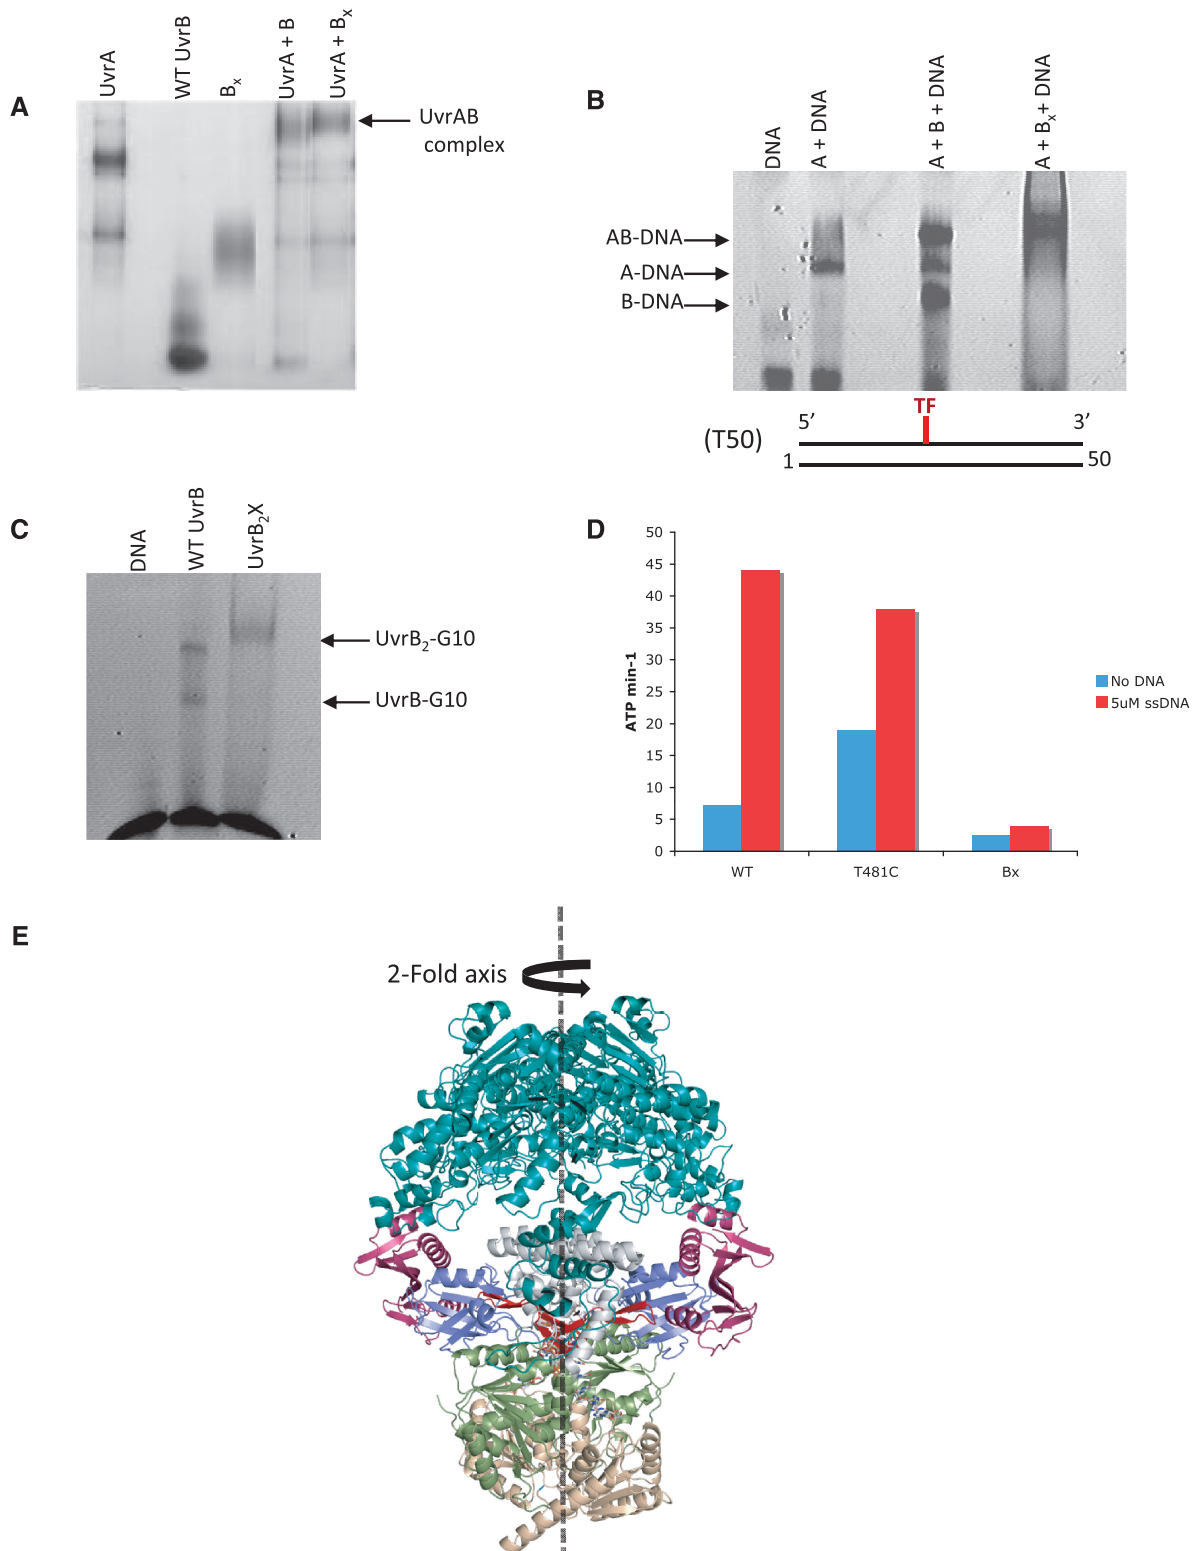 A
UvrA
WT UvrB
Bx
UvrA + B
UvrA + Bx
UvrAB
complex
B
DNA
A + DNA
A + B + DNA
A + Bx+ DNA
AB-DNA
A-DNA
B-DNA
TF
5’
3’
(T50)
1
50
C
DNA
WT UvrB
UvrB2X
UvrB2-G10
UvrB-G10
D
50
45
40
35
30
25
20
15
10
5
0
ATP min-1
WT
T481C
Bx
No DNA
5uM ssDNA
E
2-Fold axis